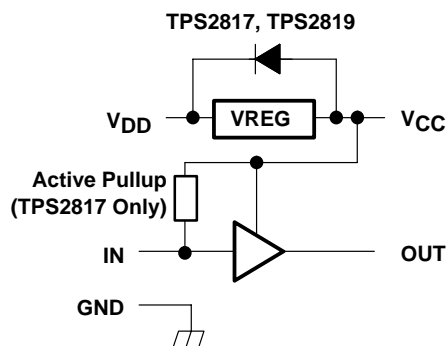 TPS2817, TPS2819
VDD
VREG
VCC
Active Pullup
(TPS2817 Only)
IN
OUT
GND